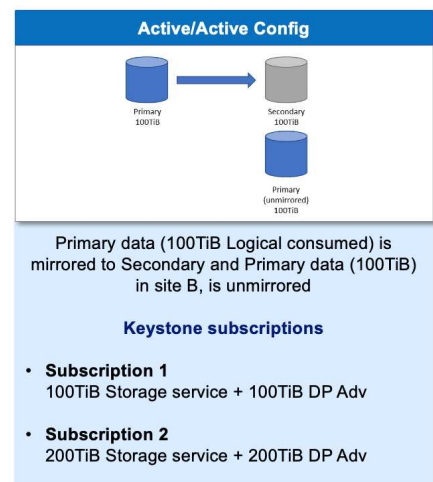 Active/Active Config
Primary
100TiB
Secondary
100TiB
Primary
(unmirrored)
100TiB
Primary data (100TiB Logical consumed) is
mirrored to Secondary and Primary data (100TiB)
in site B, is unmirrored
Keystone subscriptions
• Subscription 1
100TiB Storage service + 100TiB DP Adv
• Subscription 2
200TiB Storage service + 200TiB DP Adv